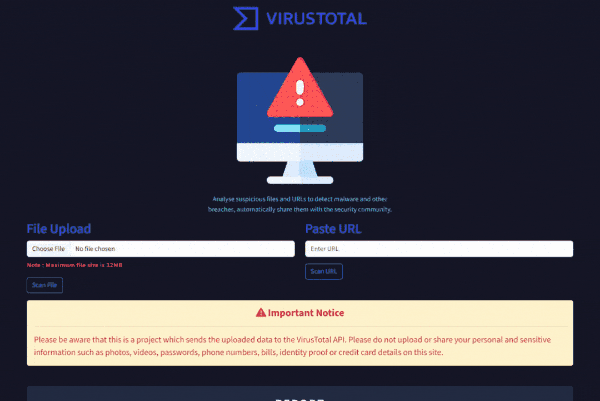 VIRUSTOTAL
Analyse suspicious files and URLs to detect malware and other
breaches, automatically share them with the security community.
File Upload
Choose File No file chosen
Note : Maximum file size is 32MB
Scan File
Paste URL
Enter URL
Scan URL
Important Notice
Please be aware that this is a project which sends the uploaded data to the VirusTotal API. Please do not upload or share your personal and sensitive
information such as photos, videos, passwords, phone numbers, bills, identity proof or credit card details on this site.